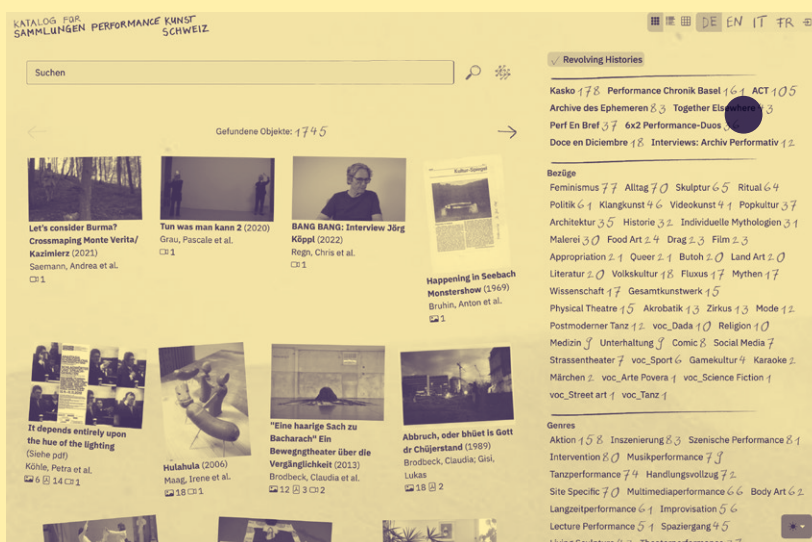 KATALOG FÜR
SAMMLUNGEN PERFORMANCE KUNST
SCHWEIZ
DE EN IT FR
Suchen
Gefundene Objekte: 1745
Let's consider Burma?
Crossmaping Monte Verita/
Kazimierz (2021)
Saemann, Andrea et al.
1
Tun was man kann 2 (2020)
Grau, Pascale et al.
1
BANG BANG: Interview Jörg
Köppl (2022)
Regn, Chris et al.
1
Kultur-Spiegel
Happening in Seebach
Monstershow (1969)
Bruhin, Anton et al.
1
It depends entirely upon
the hue of the lighting
(Siehe pdf)
Köhle, Petra et al.
6 14 1
Hulahula (2006)
Maag, Irene et al.
18 1
"Eine haarige Sach zu
Bacharach" Ein
Bewegngtheater über die
Vergänglichkeit (2013)
Brodbeck, Claudia et al.
12 3 2
Abbruch, oder bhüet is Gott
dr Chüjerstand (1989)
Brodbeck, Claudia; Gisi,
Lukas
18 2
Revolving Histories
Kasko 178 Performance Chronik Basel 161 ACT 105
Archive des Ephemeren 83 Together Elsewhere
Perf En Bref 37 6x2 Performance-Duos
Doce en Diciembre 18 Interviews: Archiv Performativ 12
Bezüge
Feminismus 77 Alltag 70 Skulptur 65 Ritual 64
Politik 61 Klangkunst 46 Videokunst 41 Popkultur 37
Architektur 35 Historie 32 Individuelle Mythologien 31
Malerei 30 Food Art 24 Drag 23 Film 23
Appropriation 21 Queer 21 Butoh 20 Land Art 20
Literatur 20 Volkskultur 18 Fluxus 17 Mythen 17
Wissenschaft 17 Gesamtkunstwerk 15
Physical Theatre 15 Akrobatik 13 Zirkus 13 Mode 12
Postmoderner Tanz 12 voc_Dada 10 Religion 10
Medizin 9 Unterhaltung 9 Comic 8 Social Media 7
Strassentheater 7 voc_Sport 6 Gamekultur 4 Karaoke 2
Märchen 2 voc_Arte Povera 1 voc_Science Fiction 1
voc_Street art 1 voc_Tanz 1
Genres
Aktion 158 Inszenierung 83 Szenische Performance 81
Intervention 80 Musikperformance 79
Tanzperformance 74 Handlungsvollzug 72
Site Specific 70 Multimediaperformance 66 Body Art 62
Langzeitperformance 61 Improvisation 56
Lecture Performance 51 Spaziergang 45